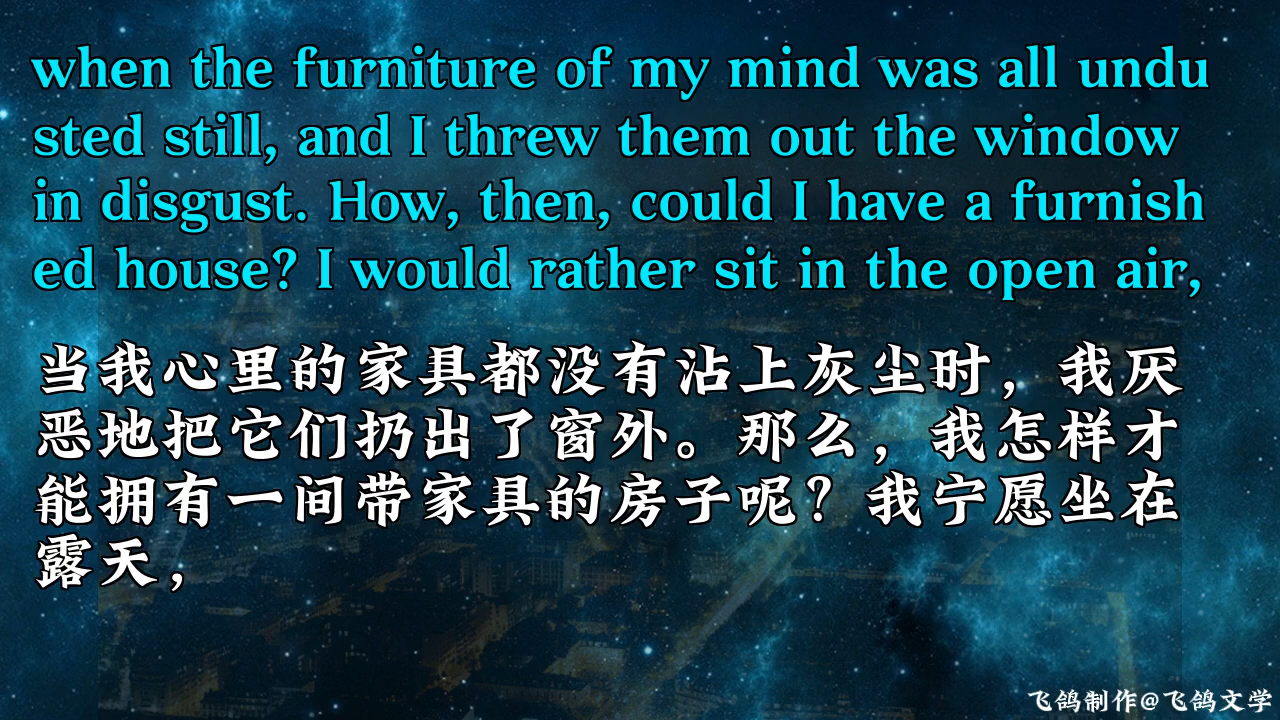 when the furniture of my mind was all undu
sted still, and I threw them out the window
in disgust. How, then, could I have a furnish
ed house? I would rather sit in the open air,
当我心里的家具都没有沾上灰尘时，我厌
恶地把它们扔出了窗外。那么，我怎样才
能拥有一间带家具的房子呢？我宁愿坐在
露天，
飞鸽制作@飞鸽文学